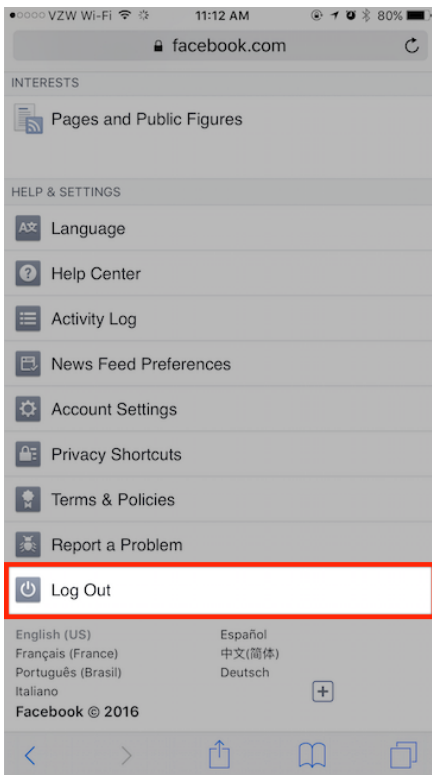 VZW Wi-Fi 11:12 AM 80%
facebook.com
INTERESTS
Pages and Public Figures
HELP & SETTINGS
Language
Help Center
Activity Log
News Feed Preferences
Account Settings
Privacy Shortcuts
Terms & Policies
Report a Problem
Log Out
English (US) Español
Français (France) 中文(简体)
Português (Brasil) Deutsch
Italiano
Facebook © 2016